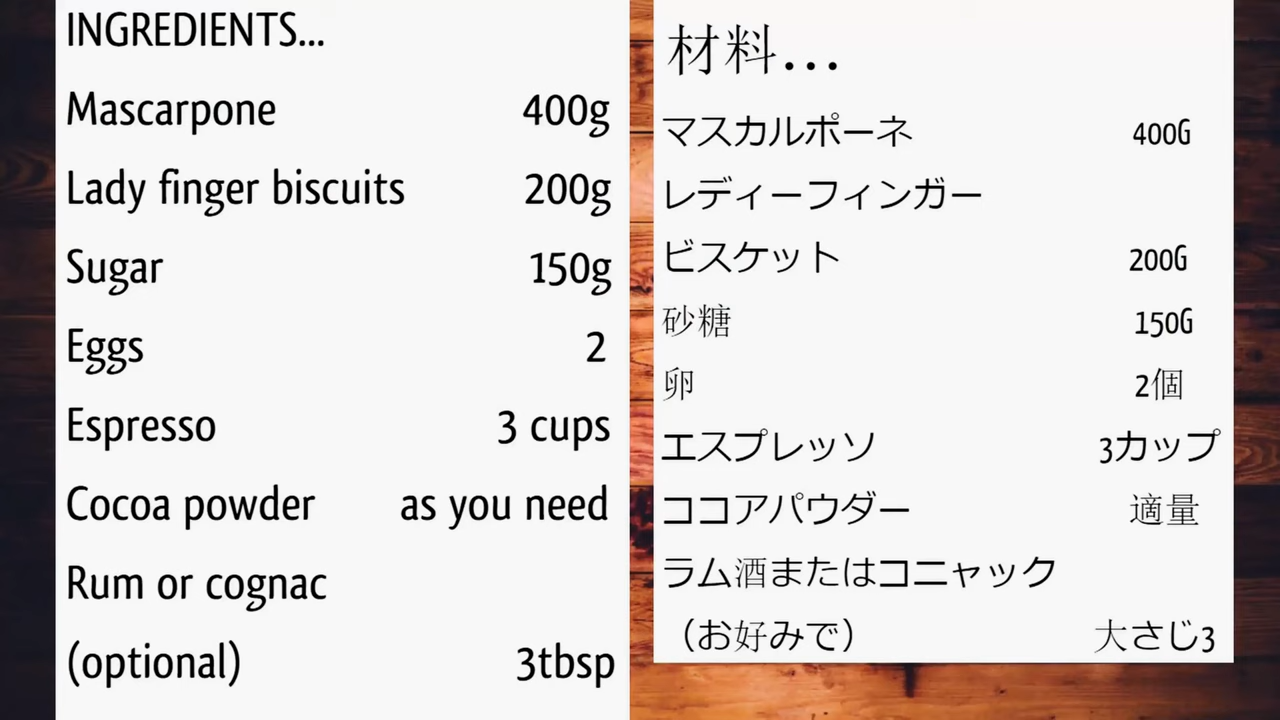 INGREDIENTS...
Mascarpone 400g
Lady finger biscuits 200g
Sugar 150g
Eggs 2
Espresso 3 cups
Cocoa powder as you need
Rum or cognac
(optional) 3tbsp
材料...
マスカルポーネ 400G
レディーフィンガー
ビスケット 200G
砂糖 150G
卵 2個
エスプレッソ 3カップ
ココアパウダー 適量
ラム酒またはコニャック
（お好みで） 大さじ3